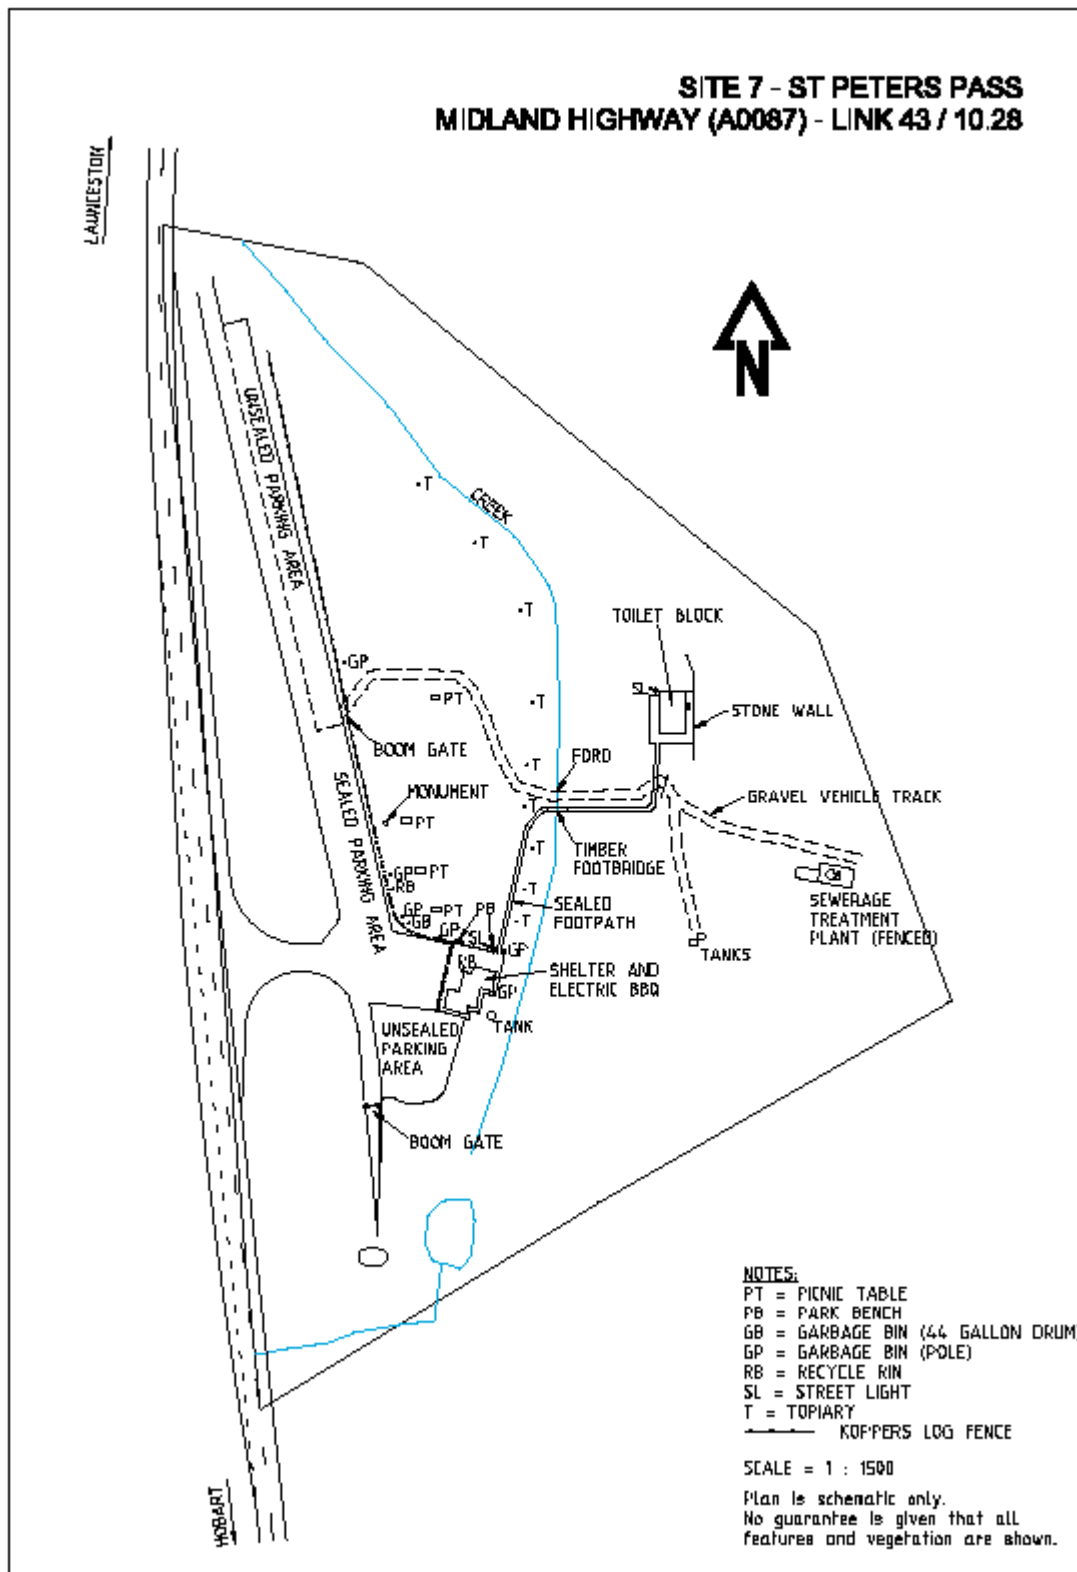 SITE 7 - ST PETERS PASS
MIDLAND HIGHWAY (A0087) - LINK 43 / 10.28
LAUNCESTON
N
UNSEALED PARKING AREA
T
CREEK
T
T
TOILET BLOCK
GP
SL
PT
T
STONE WALL
BOOM GATE
T
FORD
SEALED PARKING AREA
MONUMENT
T
GRAVEL VEHICLE TRACK
PT
T
TIMBER
FOOTBRIDGE
GP
PT
RB
T
SEALED
FOOTPATH
SEWERAGE
TREATMENT
PLANT (FENCED)
GP
PT
PB
GB
GP
T
SL
GP
TANKS
RB
SHELTER AND
ELECTRIC BBQ
GP
TANK
UNSEALED
PARKING
AREA
BOOM GATE
NOTES:
PT = PICNIC TABLE
PB = PARK BENCH
GB = GARBAGE BIN (44 GALLON DRUM)
GP = GARBAGE BIN (POLE)
RB = RECYCLE RIN
SL = STREET LIGHT
T = TOPIARY
KOPPERS LOG FENCE
SCALE = 1 : 1500
Plan is schematic only.
No guarantee is given that all
features and vegetation are shown.
HOBART